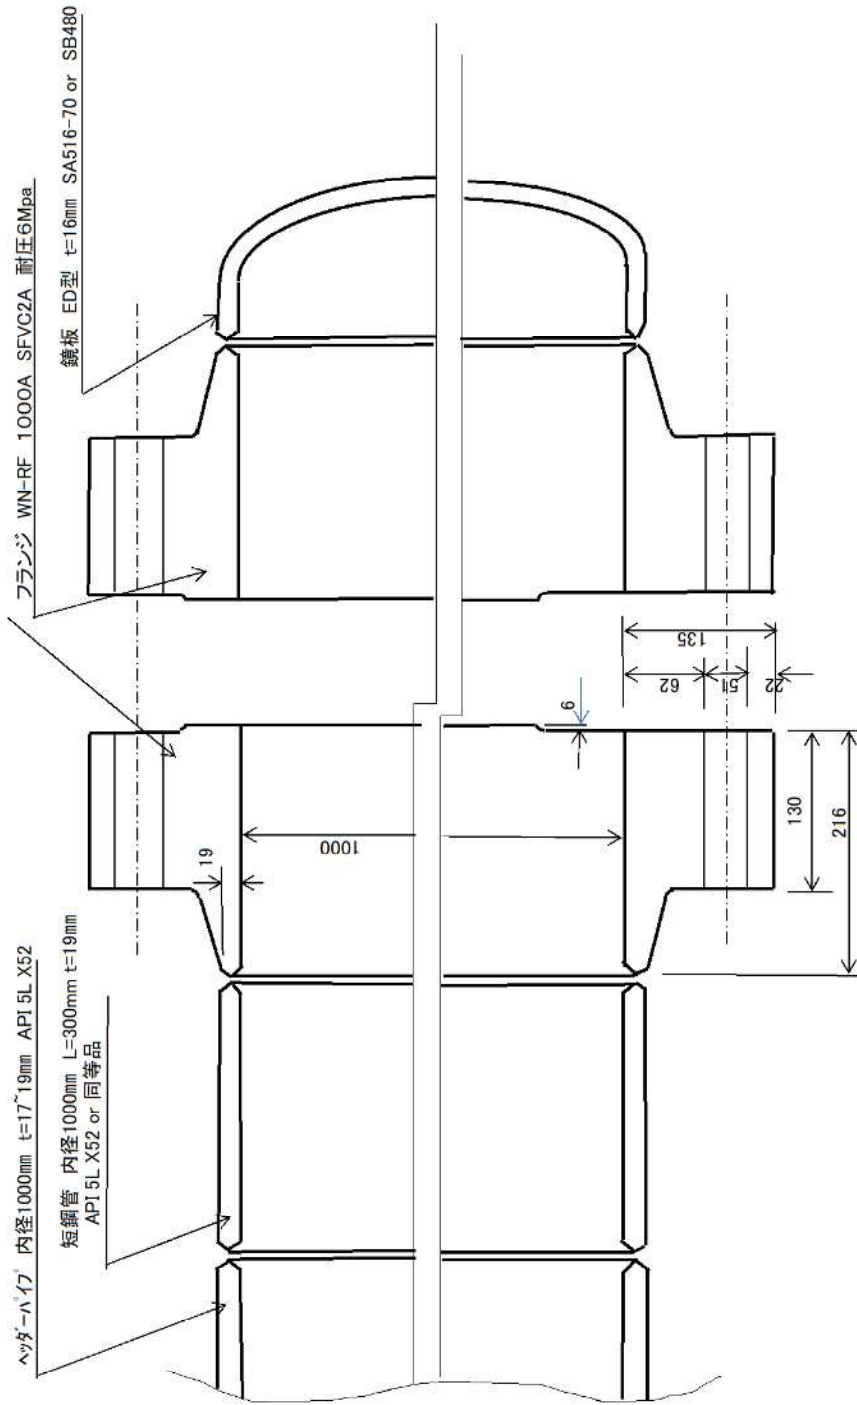 ヘッダーパイプ 内径1000mm t=17~19mm API 5L X52
短鋼管 内径1000mm L=300mm t=19mm
API 5L X52 or 同等品
フランジ WN-RF 1000A SFVC2A 耐圧6Mpa
鏡板 ED型 t=16mm SA516-70 or SB480
19
1000
6
135
62
51
22
130
216